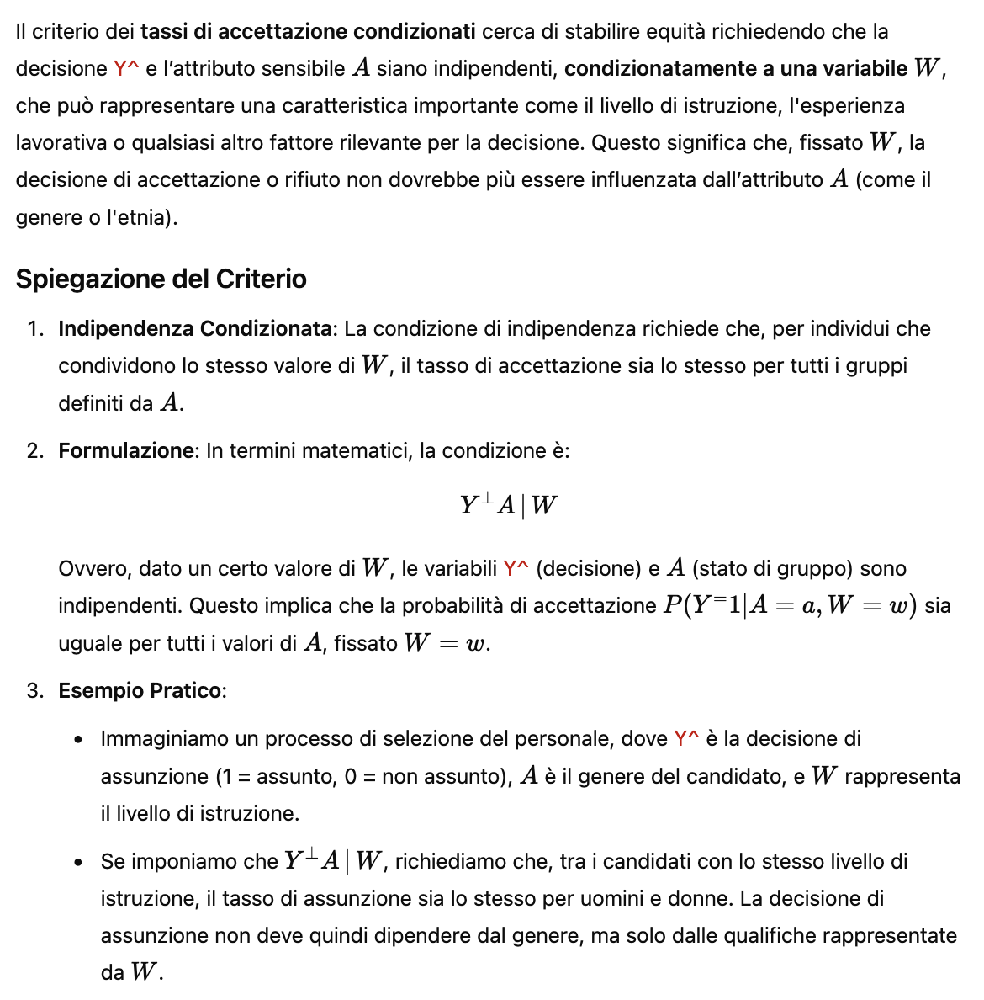 Il criterio dei tassi di accettazione condizionati cerca di stabilire equità richiedendo che la
decisione Y^ e l’attributo sensibile A siano indipendenti, condizionatamente a una variabile W,
che può rappresentare una caratteristica importante come il livello di istruzione, l'esperienza
lavorativa o qualsiasi altro fattore rilevante per la decisione. Questo significa che, fissato W, la
decisione di accettazione o rifiuto non dovrebbe più essere influenzata dall’attributo A (come il
genere o l'etnia).
Spiegazione del Criterio
1. Indipendenza Condizionata: La condizione di indipendenza richiede che, per individui che
condividono lo stesso valore di W, il tasso di accettazione sia lo stesso per tutti i gruppi
definiti da A.
2. Formulazione: In termini matematici, la condizione è:
Y^⊥ A | W
Ovvero, dato un certo valore di W, le variabili Y^ (decisione) e A (stato di gruppo) sono
indipendenti. Questo implica che la probabilità di accettazione P(Y^=1|A = a, W = w) sia
uguale per tutti i valori di A, fissato W = w.
3. Esempio Pratico:
• Immaginiamo un processo di selezione del personale, dove Y^ è la decisione di
assunzione (1 = assunto, 0 = non assunto), A è il genere del candidato, e W rappresenta
il livello di istruzione.
• Se imponiamo che Y^⊥ A | W, richiediamo che, tra i candidati con lo stesso livello di
istruzione, il tasso di assunzione sia lo stesso per uomini e donne. La decisione di
assunzione non deve quindi dipendere dal genere, ma solo dalle qualifiche rappresentate
da W.